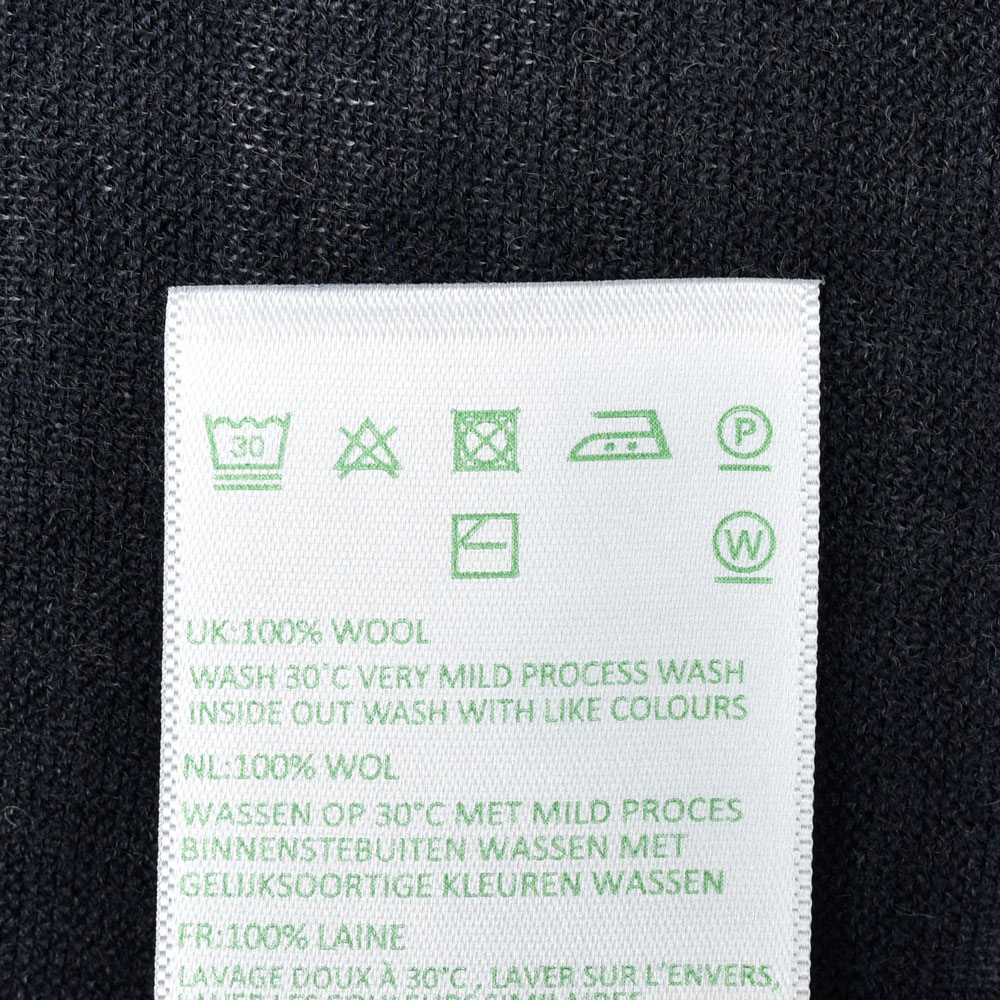 30 P
W
UK:100% WOOL
WASH 30°C VERY MILD PROCESS WASH
INSIDE OUT WASH WITH LIKE COLOURS
NL:100% WOL
WASSEN OP 30°C MET MILD PROCES
BINNENSTEBUITEN WASSEN MET
GELIJKSOORTIGE KLEUREN WASSEN
FR:100% LAINE
LAVAGE DOUX À 30°C, LAVER SUR L'ENVERS,